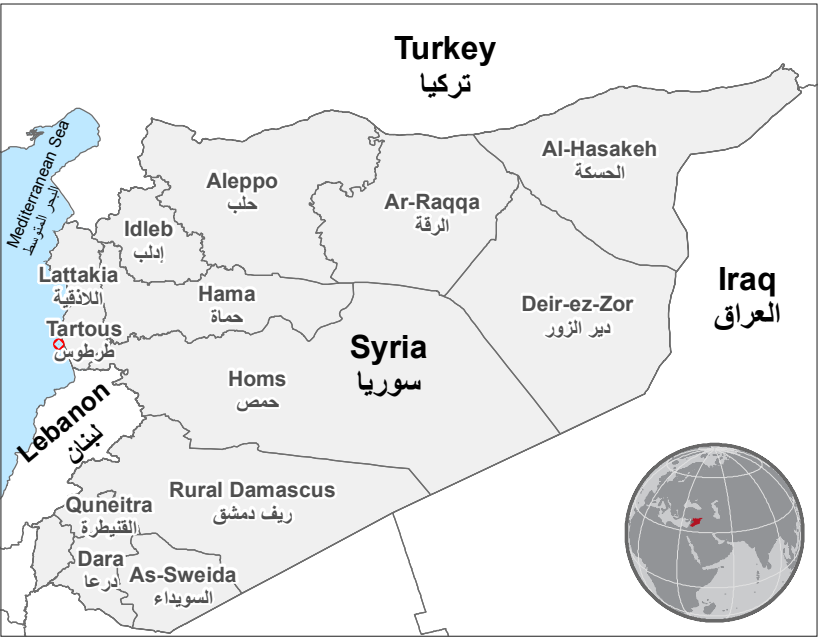 Turkey
تركيا
Mediterranean Sea
البحر المتوسط
Al-Hasakeh
الحسكة
Aleppo
حلب
Ar-Raqqa
الرقة
Idleb
إدلب
Lattakia
اللاذقية
Hama
حماة
Deir-ez-Zor
دير الزور
Iraq
العراق
Tartous
طرطوس
Syria
سوريا
Homs
حمص
Lebanon
لبنان
Rural Damascus
ريف دمشق
Quneitra
القنيطرة
Dara
درعا
As-Sweida
السويداء